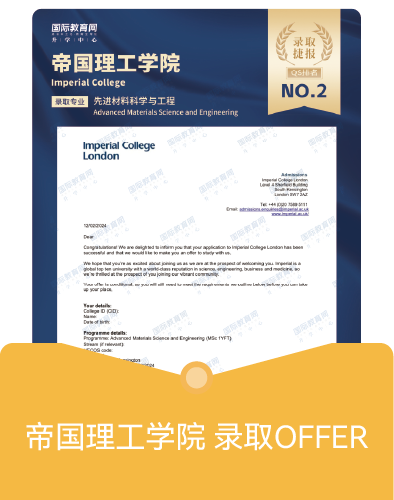 国际教育网
升学中心
录取
捷报
QS排名
NO.2
帝国理工学院
Imperial College
录取专业 先进材料科学与工程
Advanced Materials Science and Engineering
Imperial College
London
Admissions
Imperial College London
Level 4 Sherfield Building
South Kensington
London SW7 2AZ
Tel: +44 (0)20 7589 5111
Email: admissions.enquiries@imperial.ac.uk
www.imperial.ac.uk/
12/02/2024
Dear
Congratulations! We are delighted to inform you that your application to Imperial College London has been
successful and that we would like to make you an offer to study with us.
We hope that you're as excited about joining us as we are at the prospect of welcoming you. Imperial is a
global top ten university with a world-class reputation in science, engineering, business and medicine, so
we're thrilled at the prospect of you joining our vibrant community.
Your offer is conditional, so you will still need to meet the requirements we outline below before you can take
up your place.
Your details:
College ID (CID):
Name:
Date of birth:
Programme details:
Programme: Advanced Materials Science and Engineering (MSc 1YFT)
Stream (if relevant):
帝国理工学院 录取OFFER